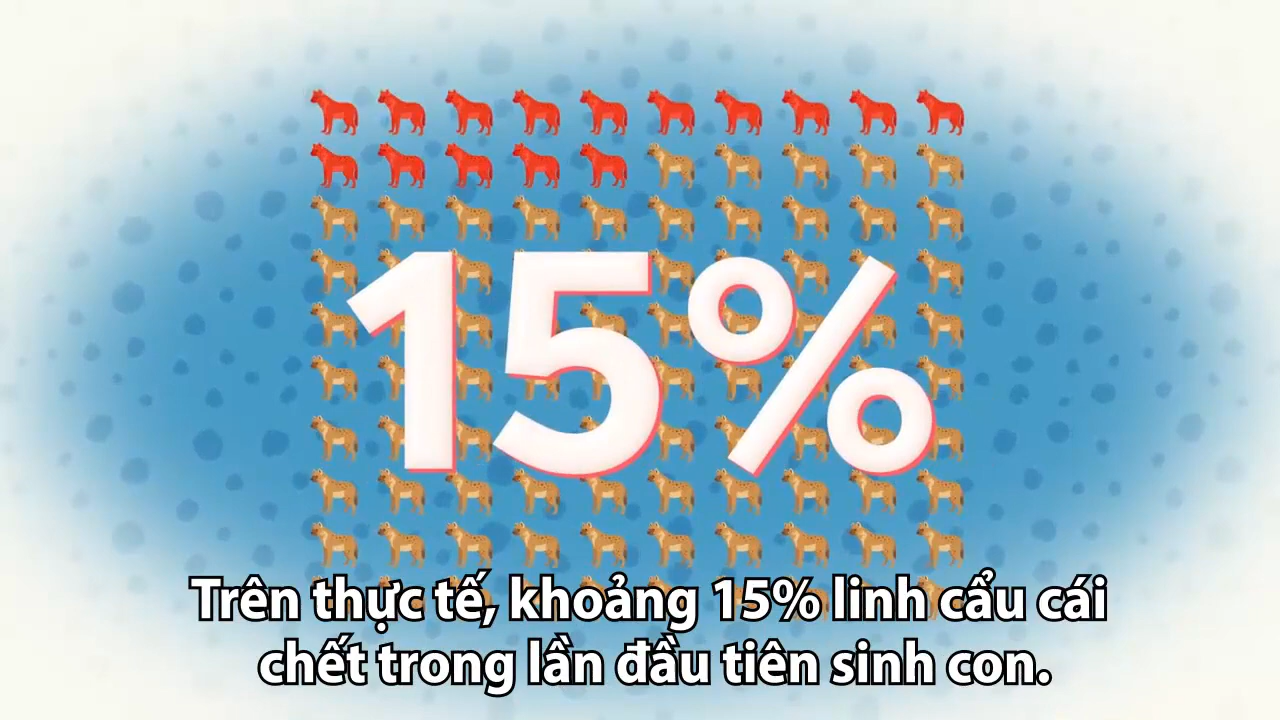 15%
Trên thực tế, khoảng 15% linh cẩu cái
chết trong lần đầu tiên sinh con.